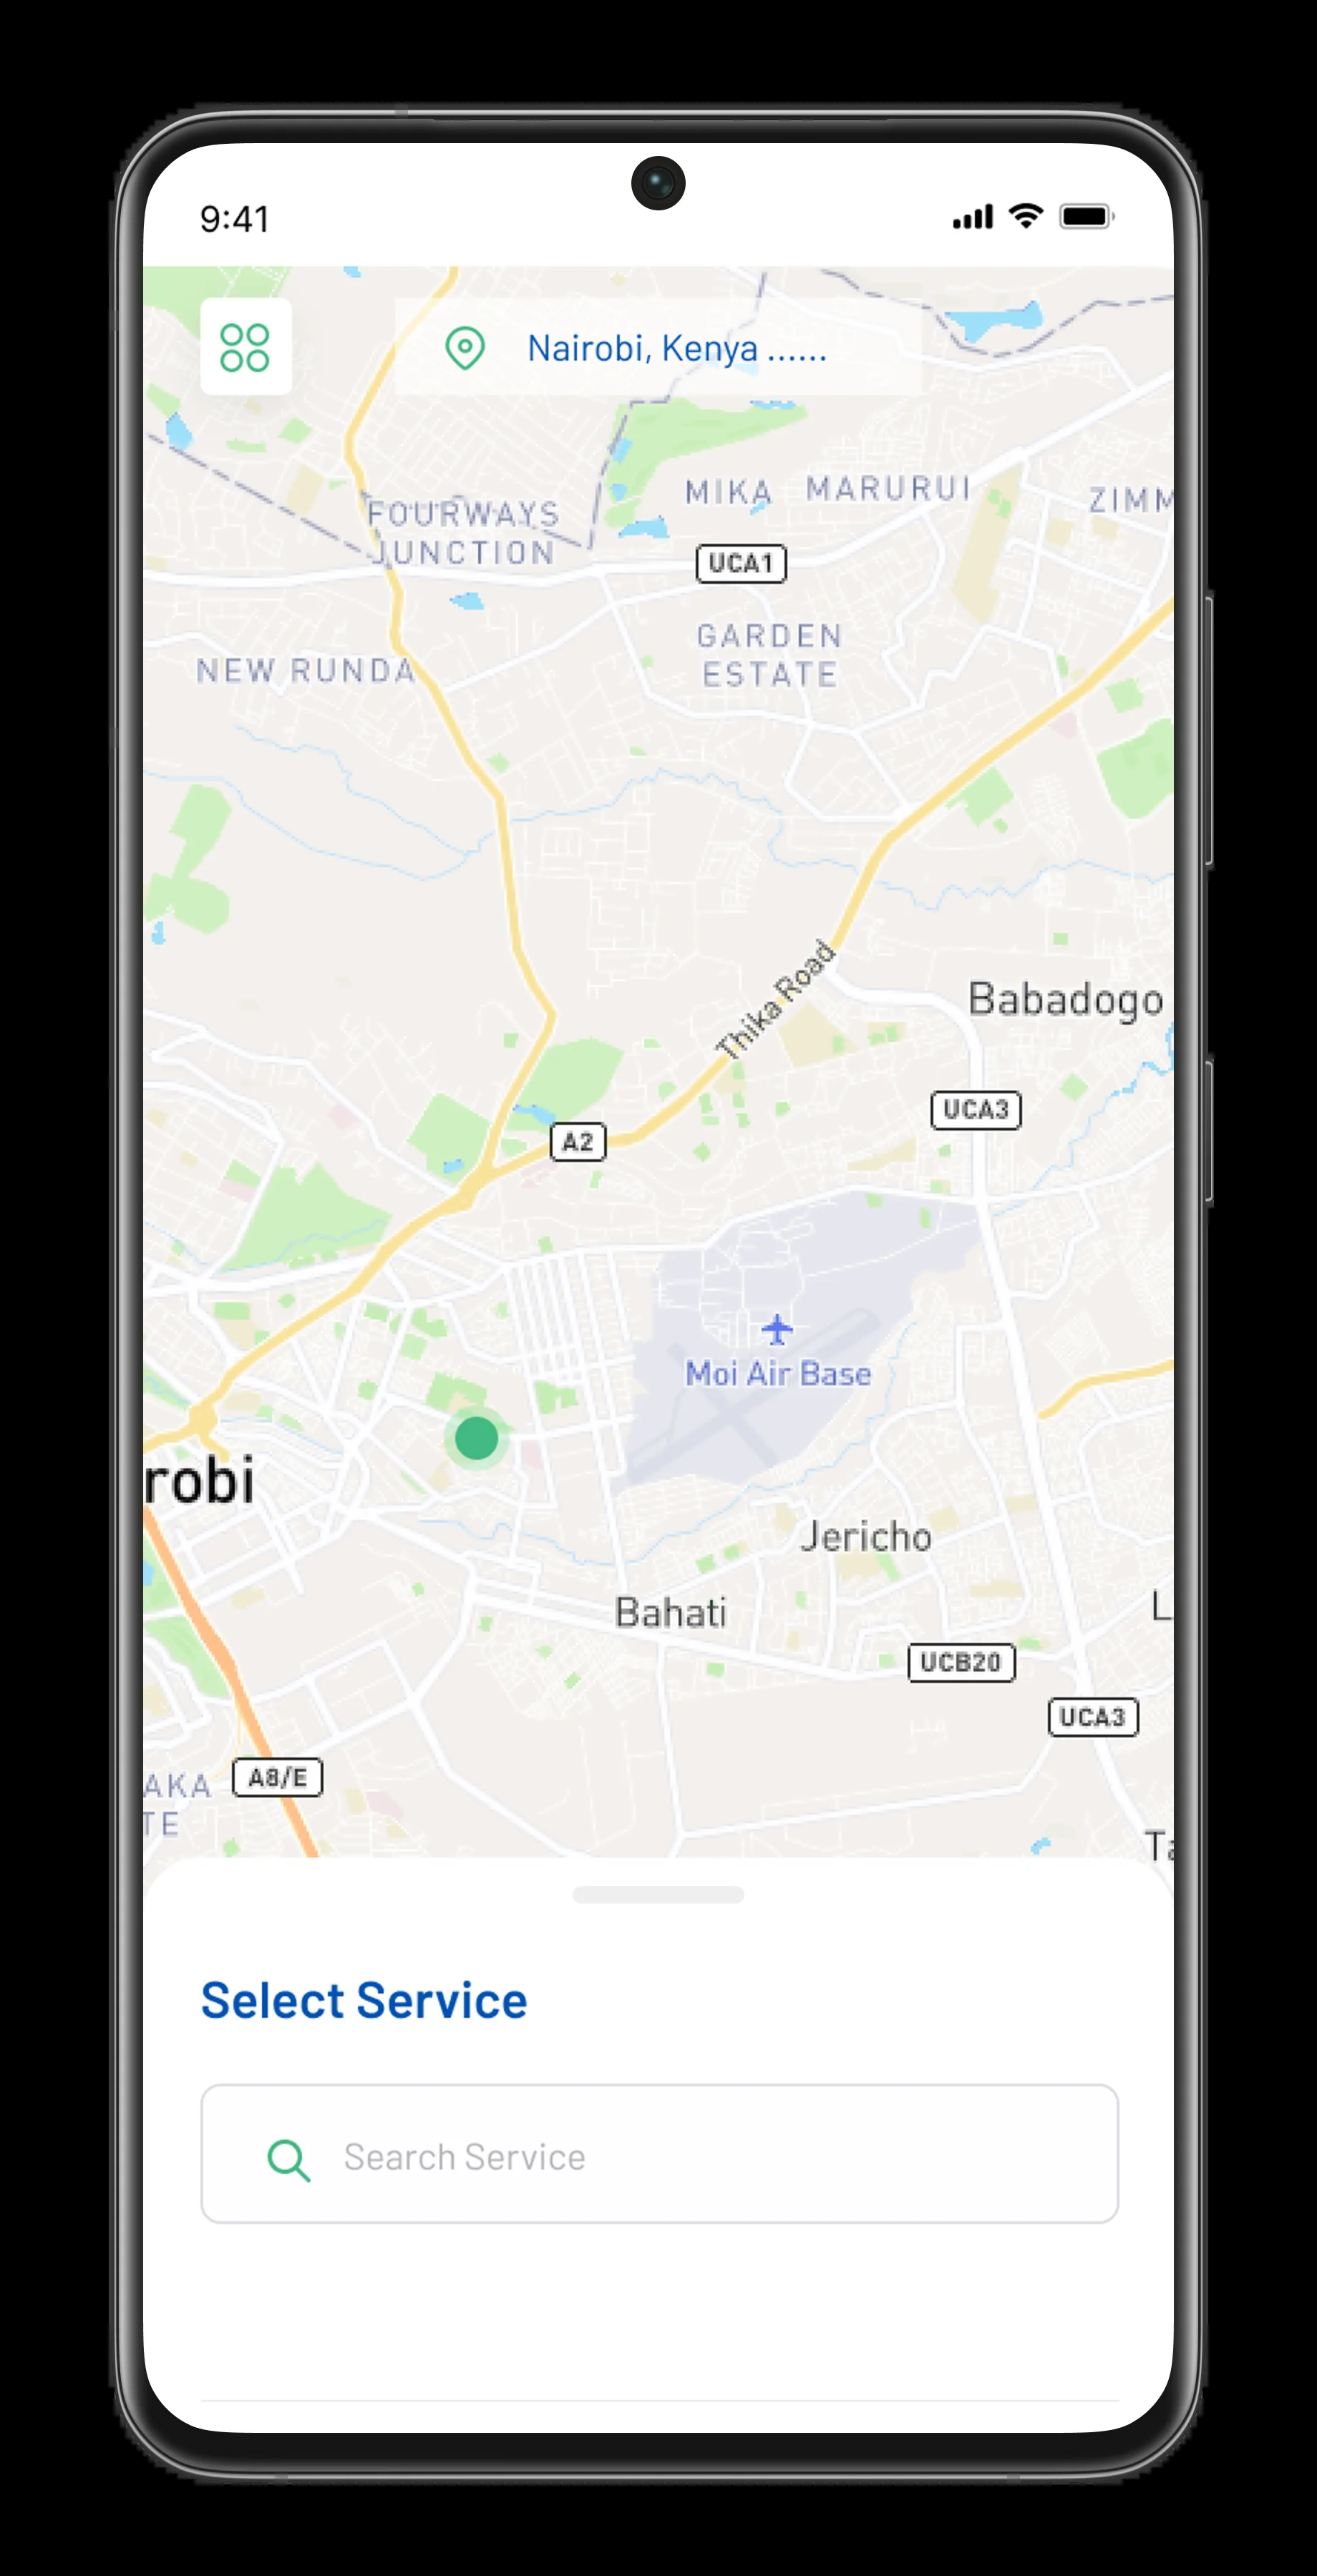 9:41
Nairobi, Kenya ......
MIKA
MARURUI
ZIMM
FOURWAYS
JUNCTION
UCA1
GARDEN
ESTATE
NEW RUNDA
Thika Road
Babadogo
UCA3
A2
Moi Air Base
robi
Jericho
Bahati
L
UCB20
UCA3
A8/E
AKA
TE
Ta
Select Service
Search Service